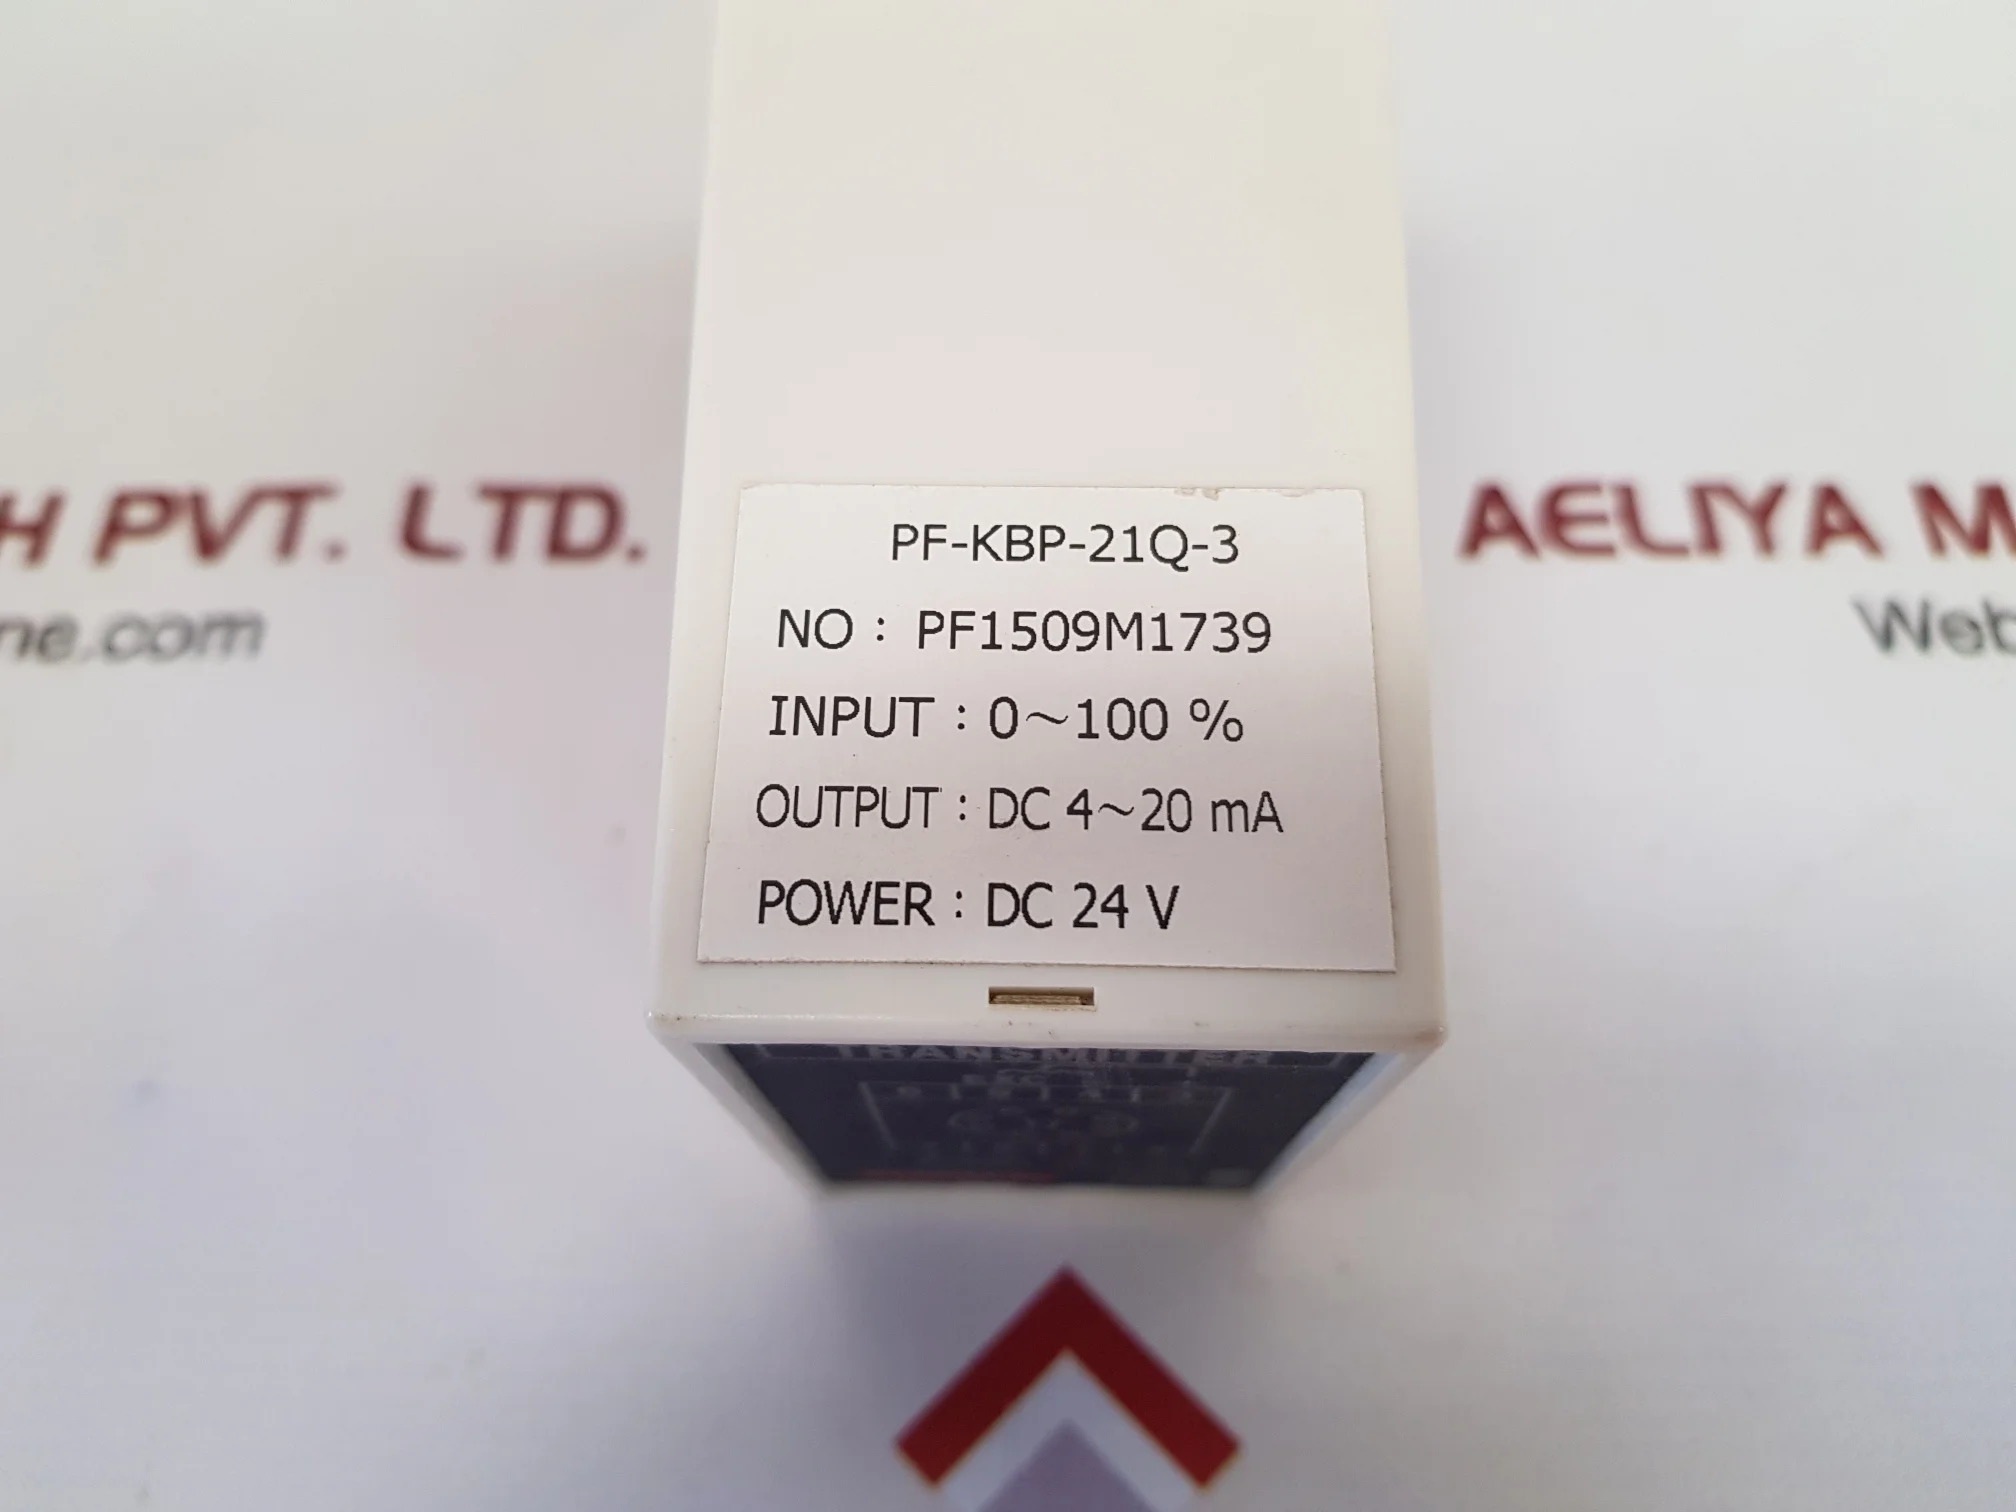 H PVT. LTD.
ne.com
AELIYA M
Web
PF-KBP-21Q-3
NO : PF1509M1739
INPUT : 0～100 %
OUTPUT : DC 4～20 mA
POWER : DC 24 V
TRANSMITTER